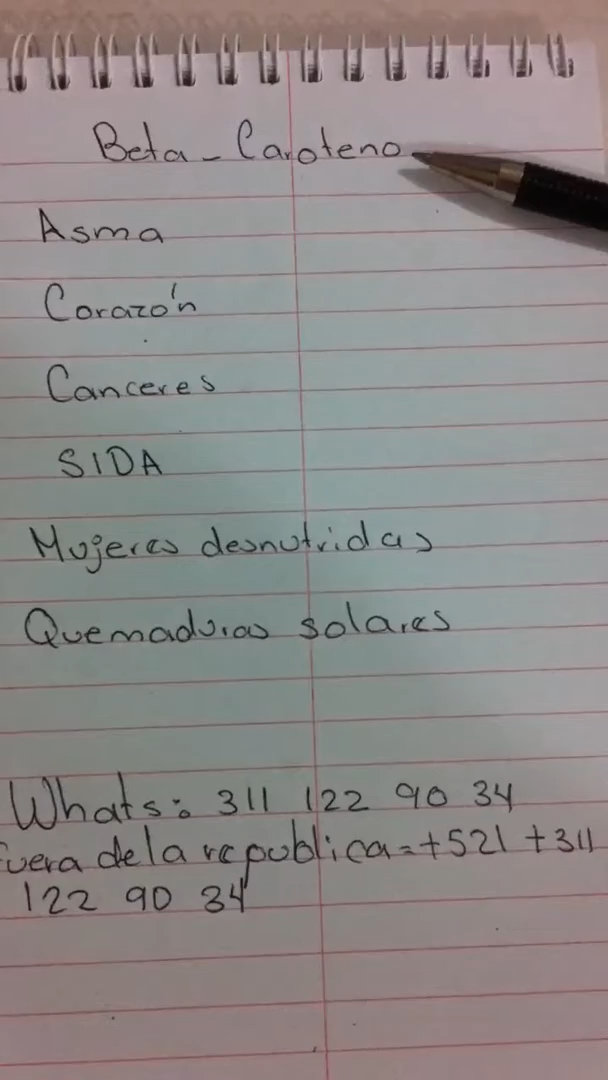 Beta-Caroteno
Asma
Corazón
Canceres
SIDA
Mujeres desnutridas
Quemaduras solares
Whats: 311 122 90 34
fuera de la republica=+521 +311
122 90 34